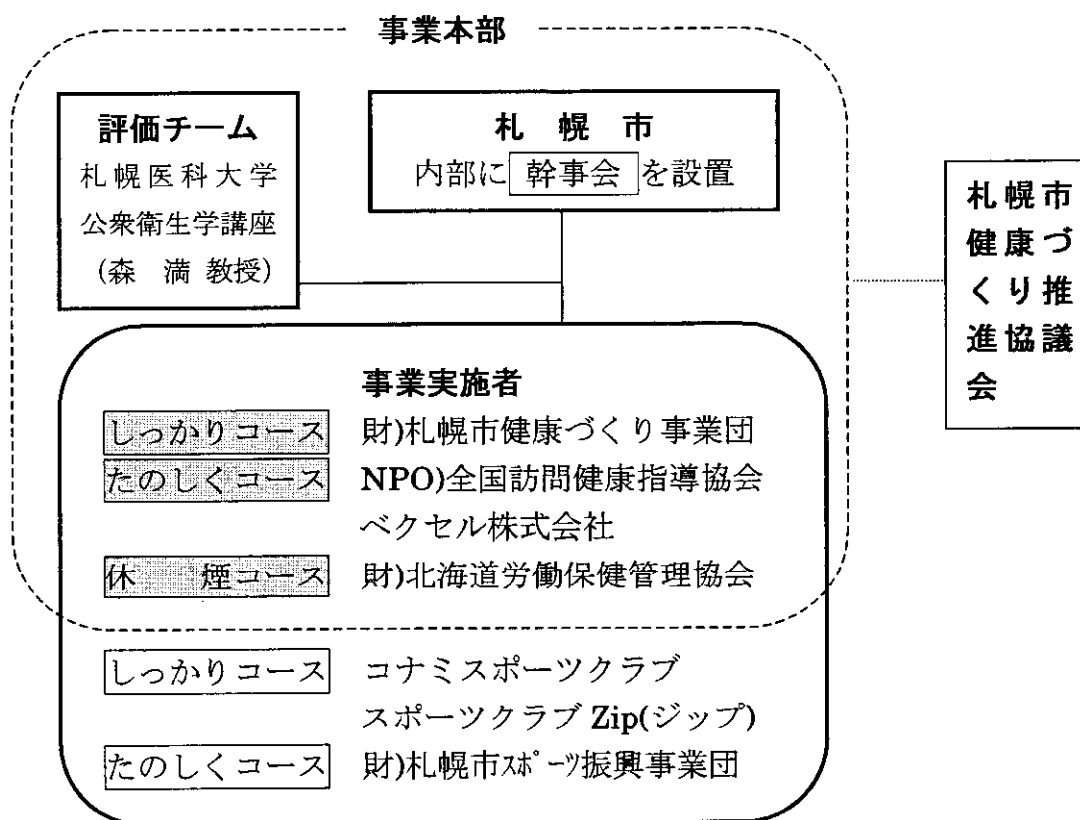 事業本部
評価チーム
札幌医科大学
公衆衛生学講座
(森 満 教授)
札 幌 市
内部に 幹事会 を設置
札幌市
健康づ
くり推
進協議
会
事業実施者
しっかりコース 財)札幌市健康づくり事業団
たのしくコース NPO)全国訪問健康指導協会
ベクセル株式会社
休 煙コース 財)北海道労働保健管理協会
しっかりコース コナミスポーツクラブ
スポーツクラブ Zip(ジップ)
たのしくコース 財)札幌市ｽﾎﾟｰﾂ振興事業団